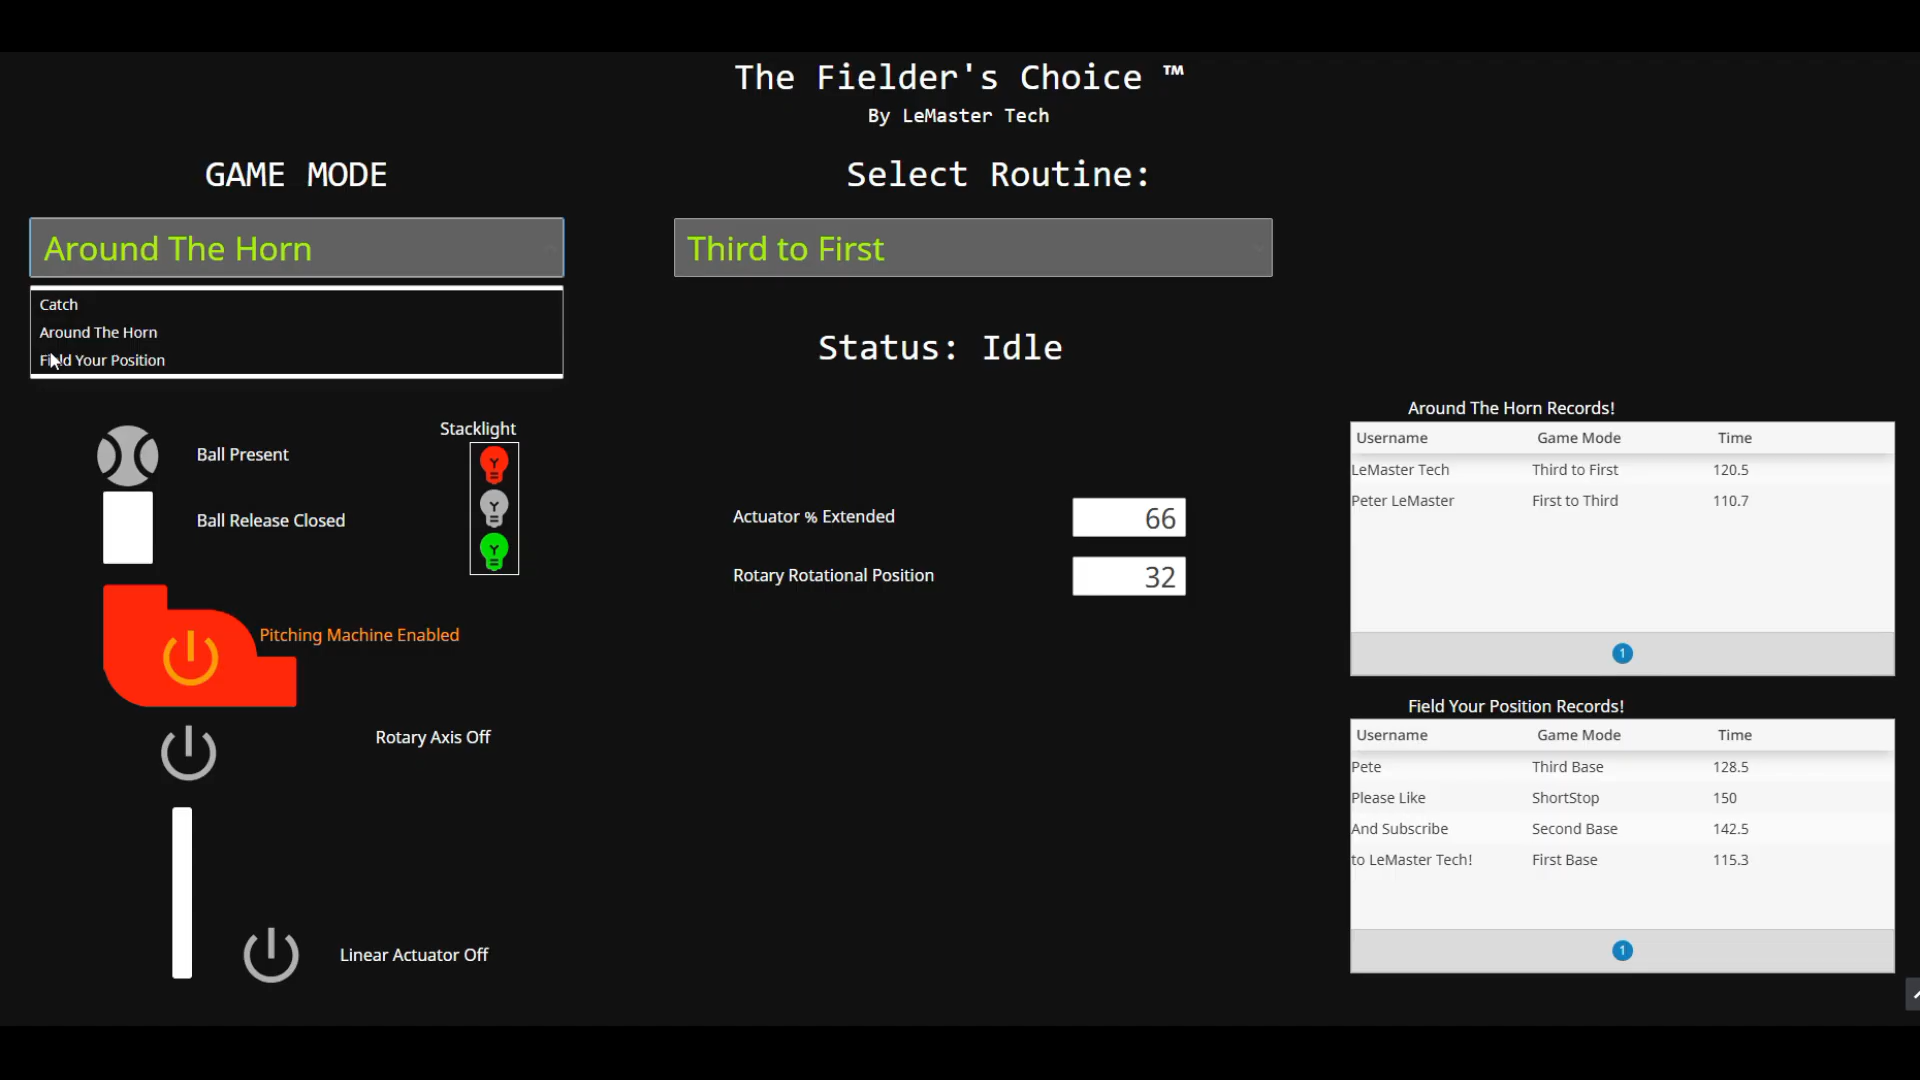 The Fielder's Choice ™
By LeMaster Tech
GAME MODE
Select Routine:
Around The Horn
Third to First
Catch
Around The Horn
Field Your Position
Status: Idle
Ball Present
Stacklight
Ball Release Closed
Pitching Machine Enabled
Rotary Axis Off
Linear Actuator Off
Actuator % Extended 66
Rotary Rotational Position 32
Around The Horn Records!
Username Game Mode Time
LeMaster Tech Third to First 120.5
Peter LeMaster First to Third 110.7
1
Field Your Position Records!
Username Game Mode Time
Pete Third Base 128.5
Please Like ShortStop 150
And Subscribe Second Base 142.5
to LeMaster Tech! First Base 115.3
1